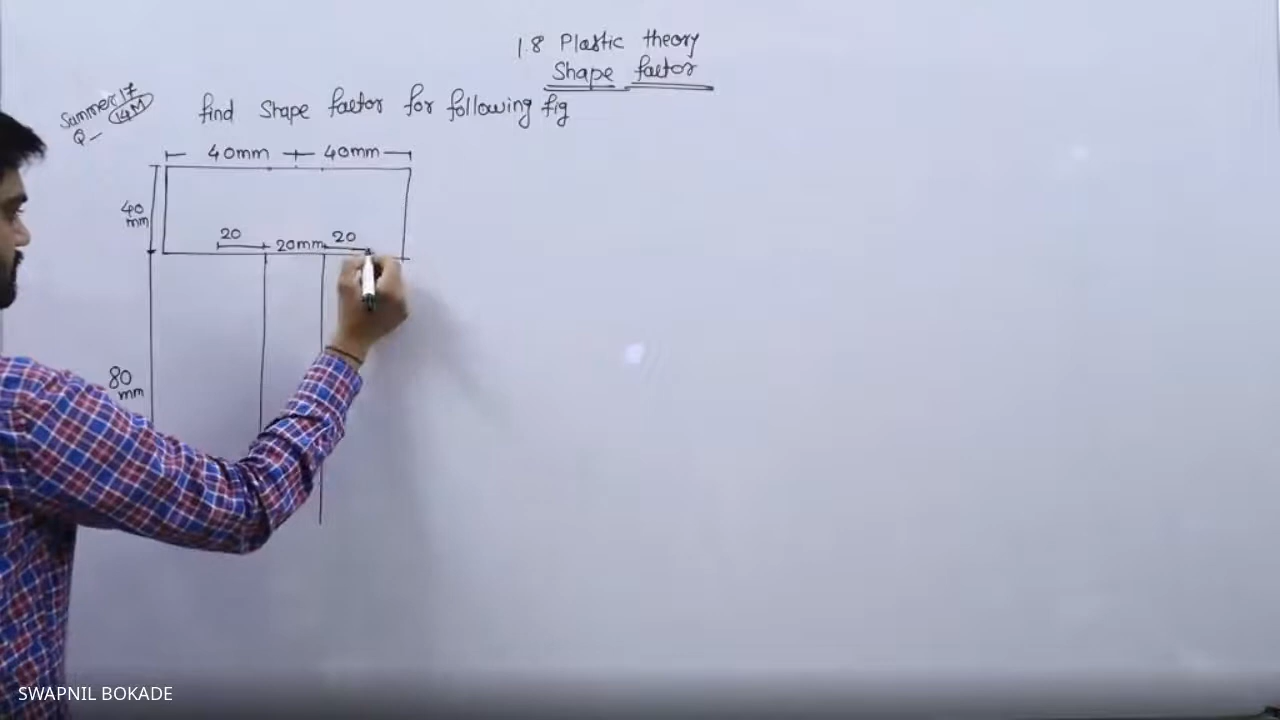 1.8 Plastic theory
Shape factor
Summer 17
Q- 14M
find shape factor for following fig
40mm 40mm
40
mm
20 20mm 20
80
mm
SWAPNIL BOKADE